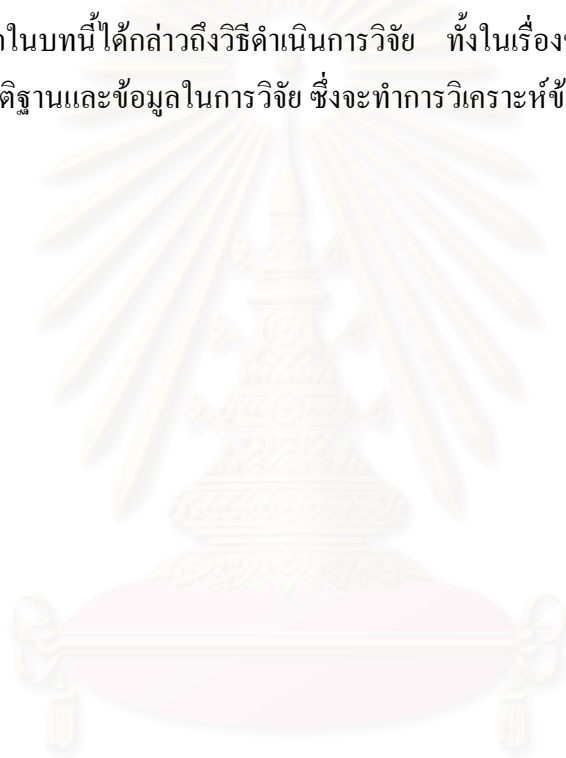 ในบทนี้ได้กล่าวถึงวิธีดำเนินการวิจัย ทั้งในเรื่อง
ติฐานและข้อมูลในการวิจัย ซึ่งจะทำการวิเคราะห์ข้